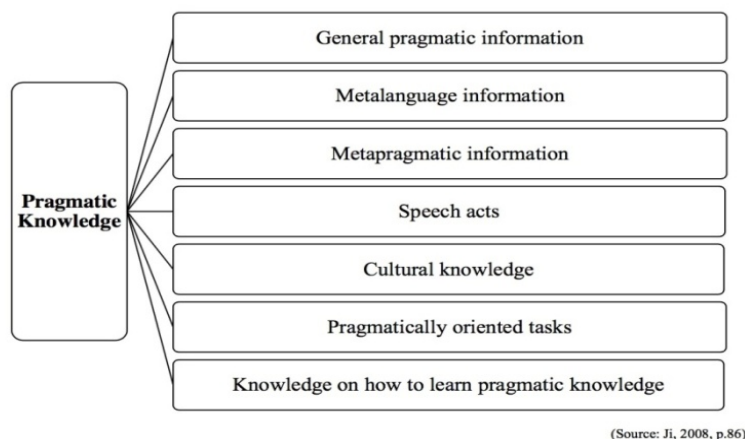 General pragmatic information
Metalanguage information
Metapragmatic information
Pragmatic
Knowledge
Speech acts
Cultural knowledge
Pragmatically oriented tasks
Knowledge on how to learn pragmatic knowledge
(Source: Ji, 2008, p.86)